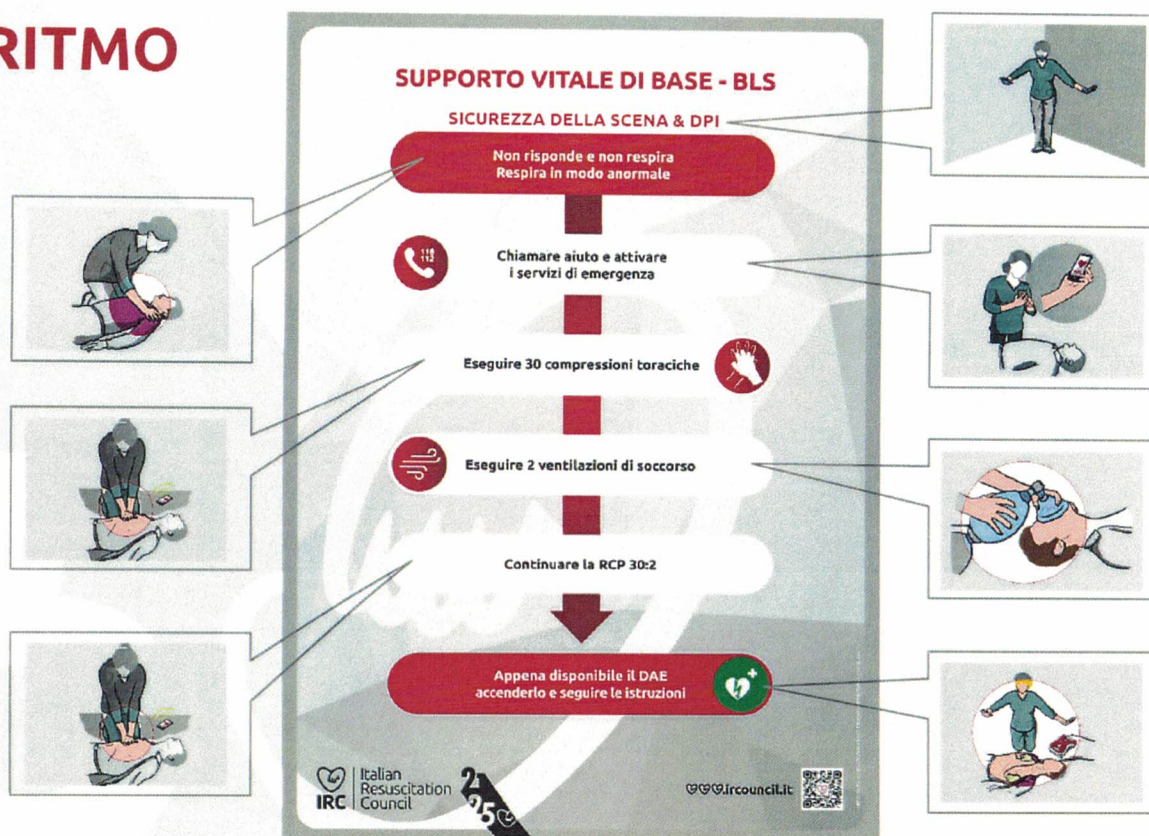 RITMO
SUPPORTO VITALE DI BASE - BLS
SICUREZZA DELLA SCENA & DPI
Non risponde e non respira
Respira in modo anormale
118
112
Chiamare aiuto e attivare
i servizi di emergenza
Eseguire 30 compressioni toraciche
Eseguire 2 ventilazioni di soccorso
Continuare la RCP 30:2
Appena disponibile il DAE
accenderlo e seguire le istruzioni
IRC
Italian
Resuscitation
Council
ircouncil.it